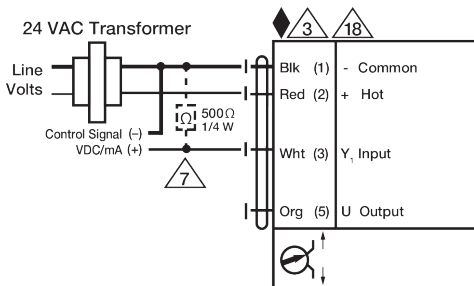 24 VAC Transformer
3
18
Line
Volts
Blk (1) - Common
Red (2) + Hot
Ω 500Ω
1/4 W
Control Signal (–)
VDC/mA (+)
Wht (3) Y1 Input
7
Org (5) U Output